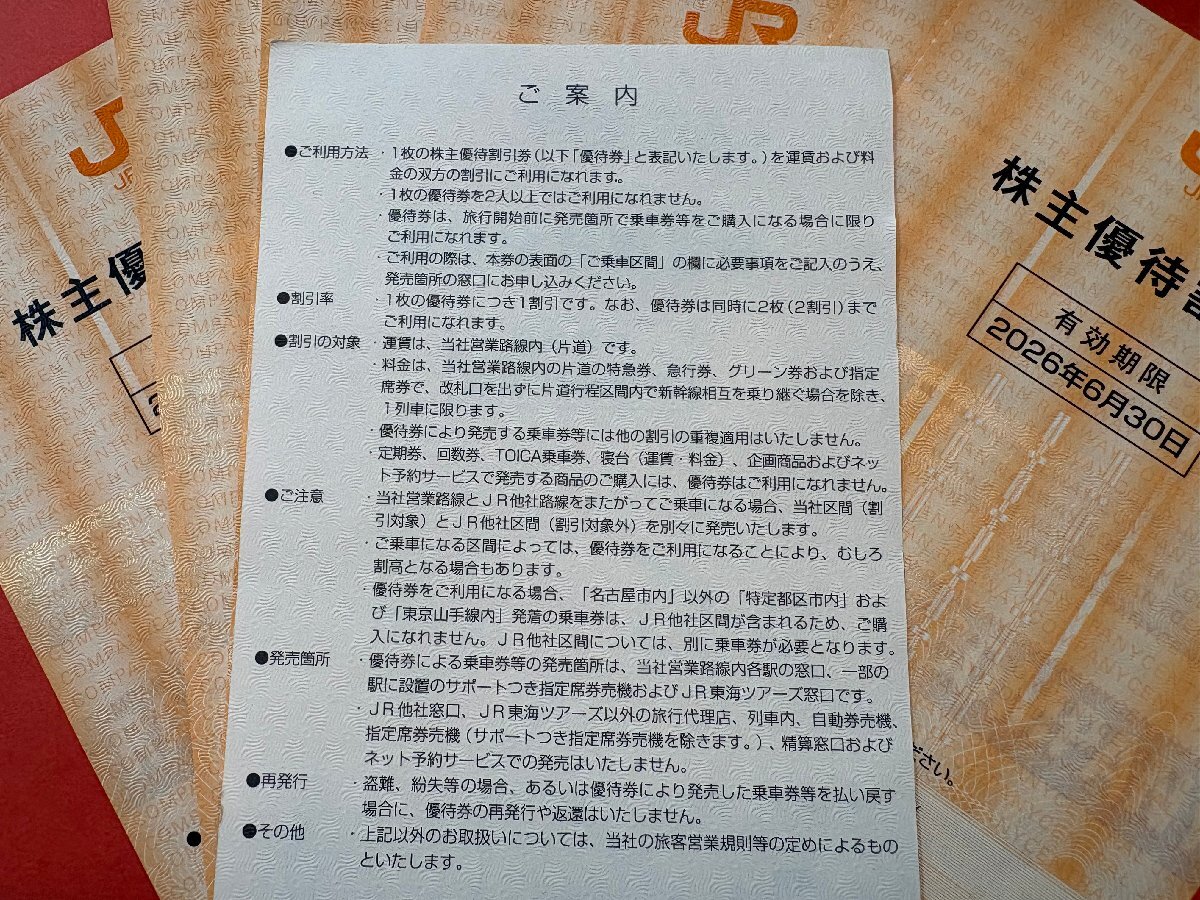 JR
JR
株主優
株主優待
有効期限
2026年6月30日
ご案内
●ご利用方法 ・1枚の株主優待割引券(以下「優待券」と表記いたします。)を運賃および料
金の双方の割引にご利用になれます。
・1枚の優待券を2人以上ではご利用になれません。
・優待券は、旅行開始前に発売箇所で乗車券等をご購入になる場合に限り
ご利用になれます。
・ご利用の際は、本券の表面の「ご乗車区間」の欄に必要事項をご記入のうえ、
発売箇所の窓口にお申し込みください。
●割引率 ・1枚の優待券につき1割引です。なお、優待券は同時に2枚(2割引)まで
ご利用になれます。
●割引の対象 ・運賃は、当社営業路線内(片道)です。
・料金は、当社営業路線内の片道の特急券、急行券、グリーン券および指定
席券で、改札口を出ずに片道行程区間内で新幹線相互を乗り継ぐ場合を除き、
1列車に限ります。
・優待券により発売する乗車券等には他の割引の重複適用はいたしません。
・定期券、回数券、TOICA乗車券、寝台(運賃・料金)、企画商品およびネッ
ト予約サービスで発売する商品のご購入には、優待券はご利用になれません。
●ご注意 ・当社営業路線とJR他社路線をまたがってご乗車になる場合、当社区間(割
引対象)とJR他社区間(割引対象外)を別々に発売いたします。
・ご乗車になる区間によっては、優待券をご利用になることにより、むしろ
割高となる場合もあります。
・優待券をご利用になる場合、「名古屋市内」以外の「特定都区市内」およ
び「東京山手線内」発着の乗車券は、JR他社区間が含まれるため、ご購
入になれません。JR他社区間については、別に乗車券が必要となります。
●発売箇所 ・優待券による乗車券等の発売箇所は、当社営業路線内各駅の窓口、一部の
駅に設置のサポートつき指定席券売機およびJR東海ツアーズ窓口です。
・JR他社窓口、JR東海ツアーズ以外の旅行代理店、列車内、自動券売機、
指定席券売機(サポートつき指定席券売機を除きます。)、精算窓口および
ネット予約サービスでの発売はいたしません。
●再発行 ・盗難、紛失等の場合、あるいは優待券により発売した乗車券等を払い戻す
場合に、優待券の再発行や返還はいたしません。
●その他 ・上記以外のお取扱いについては、当社の旅客営業規則等の定めによるもの
といたします。
ださい。